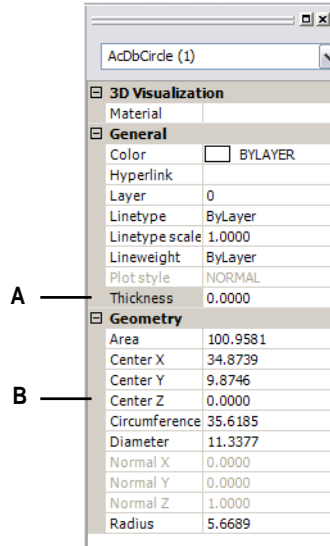 AcDbCircle (1)
3D Visualization
Material
General
Color BYLAYER
Hyperlink
Layer 0
Linetype ByLayer
Linetype scale 1.0000
Lineweight ByLayer
Plot style NORMAL
A Thickness 0.0000
Geometry
Area 100.9581
Center X 34.8739
Center Y 9.8746
B Center Z 0.0000
Circumference 35.6185
Diameter 11.3377
Normal X 0.0000
Normal Y 0.0000
Normal Z 1.0000
Radius 5.6689